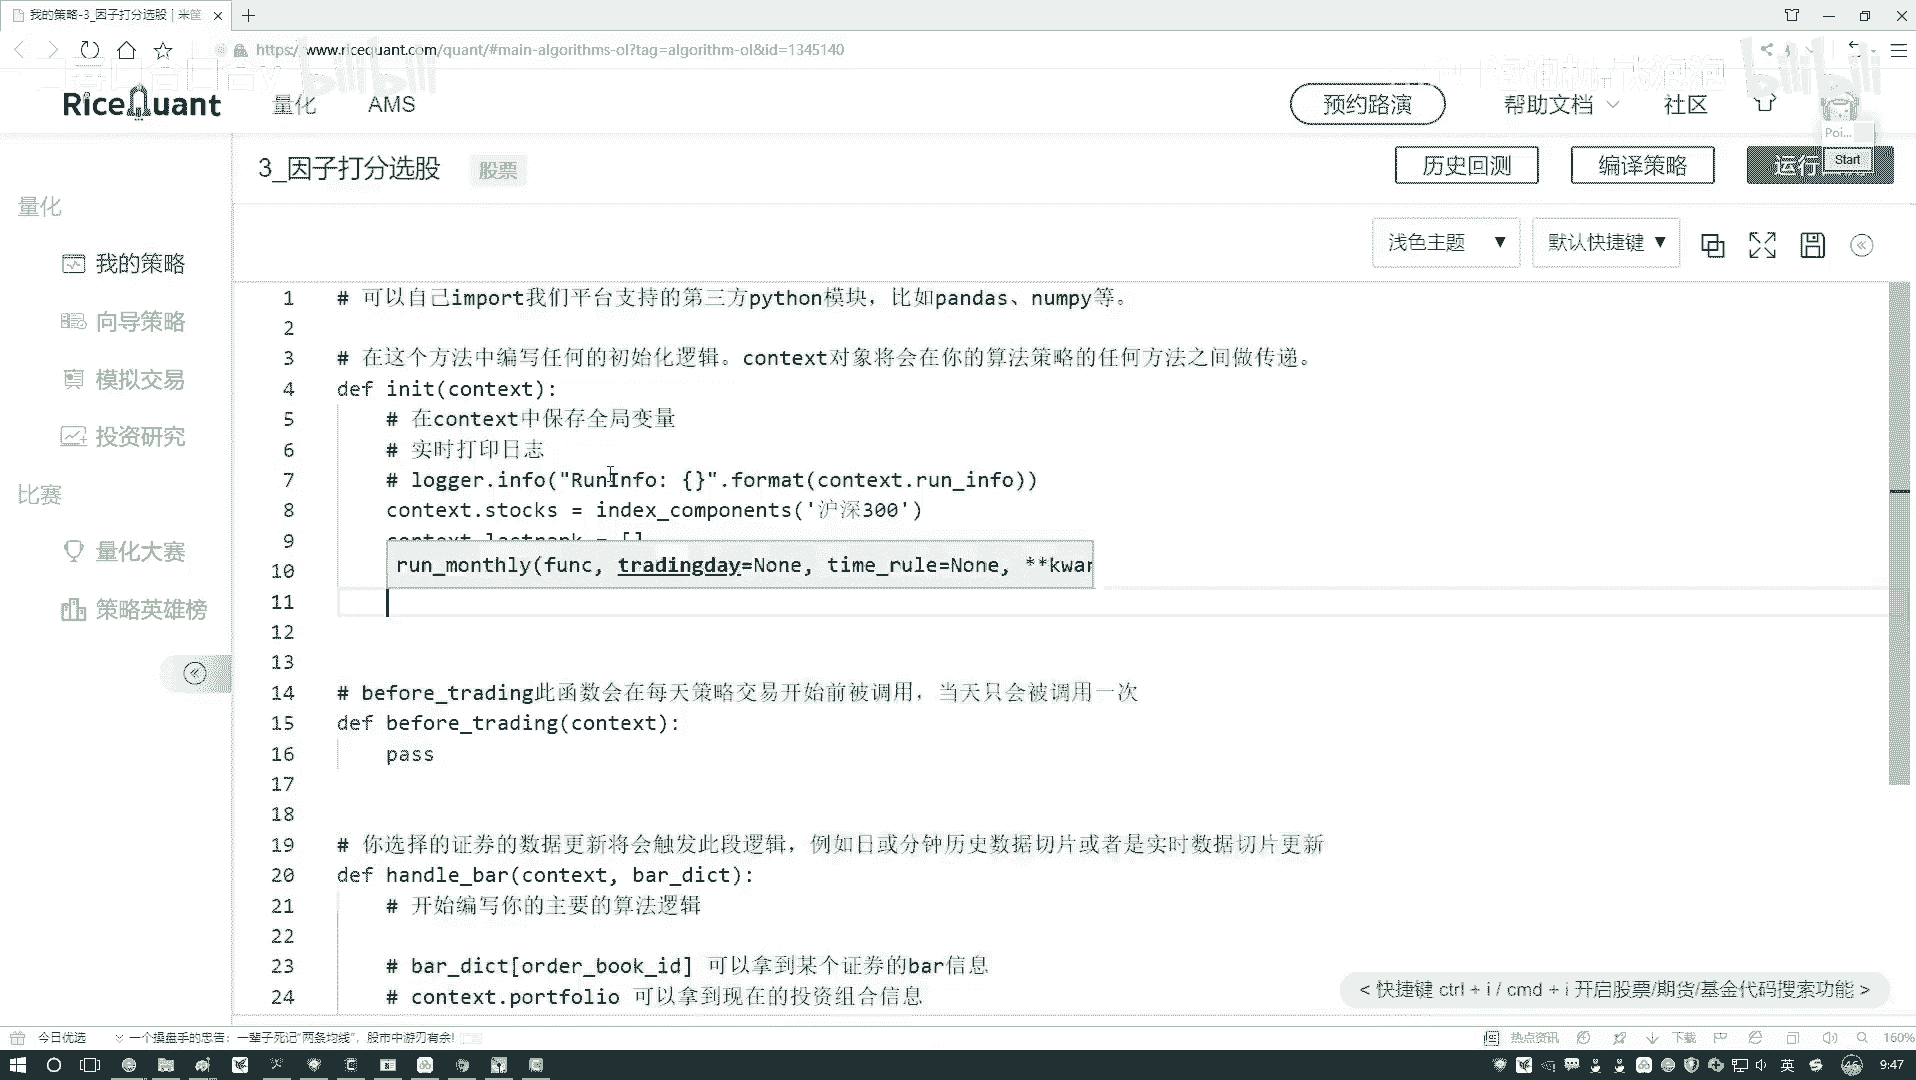 我的策略-3_因子打分选股 | 米筐
https://www.ricequant.com/quant/#main-algorithms-ol?tag=algorithm-ol&id=1345140
bilibili
bilibili
RiceQuant
量化
AMS
预约路演
帮助文档
社区
Poi...
Start
3_因子打分选股
股票
历史回测
编译策略
运行
量化
我的策略
向导策略
模拟交易
投资研究
比赛
量化大赛
策略英雄榜
浅色主题 ▼
默认快捷键 ▼
1 # 可以自己import我们平台支持的第三方python模块，比如pandas、numpy等。
2
3 # 在这个方法中编写任何的初始化逻辑。context对象将会在你的算法策略的任何方法之间做传递。
4 def init(context):
5 # 在context中保存全局变量
6 # 实时打印日志
7 # logger.info("RunInfo: {}".format(context.run_info))
8 context.stocks = index_components('沪深300')
9 context.lastrank = []
run_monthly(func, tradingday=None, time_rule=None, **kwar
10
11
12
13
14 # before_trading此函数会在每天策略交易开始前被调用，当天只会被调用一次
15 def before_trading(context):
16 pass
17
18
19 # 你选择的证券的数据更新将会触发此段逻辑，例如日或分钟历史数据切片或者是实时数据切片更新
20 def handle_bar(context, bar_dict):
21 # 开始编写你的主要的算法逻辑
22
23 # bar_dict[order_book_id] 可以拿到某个证券的bar信息
24 # context.portfolio 可以拿到现在的投资组合信息
< 快捷键 ctrl + i / cmd + i 开启股票/期货/基金代码搜索功能 >
今日优选
一个操盘手的忠告：一辈子死记“两条均线”，股市中游刃有余!
热点资讯
下载
160%
英
46
9:47